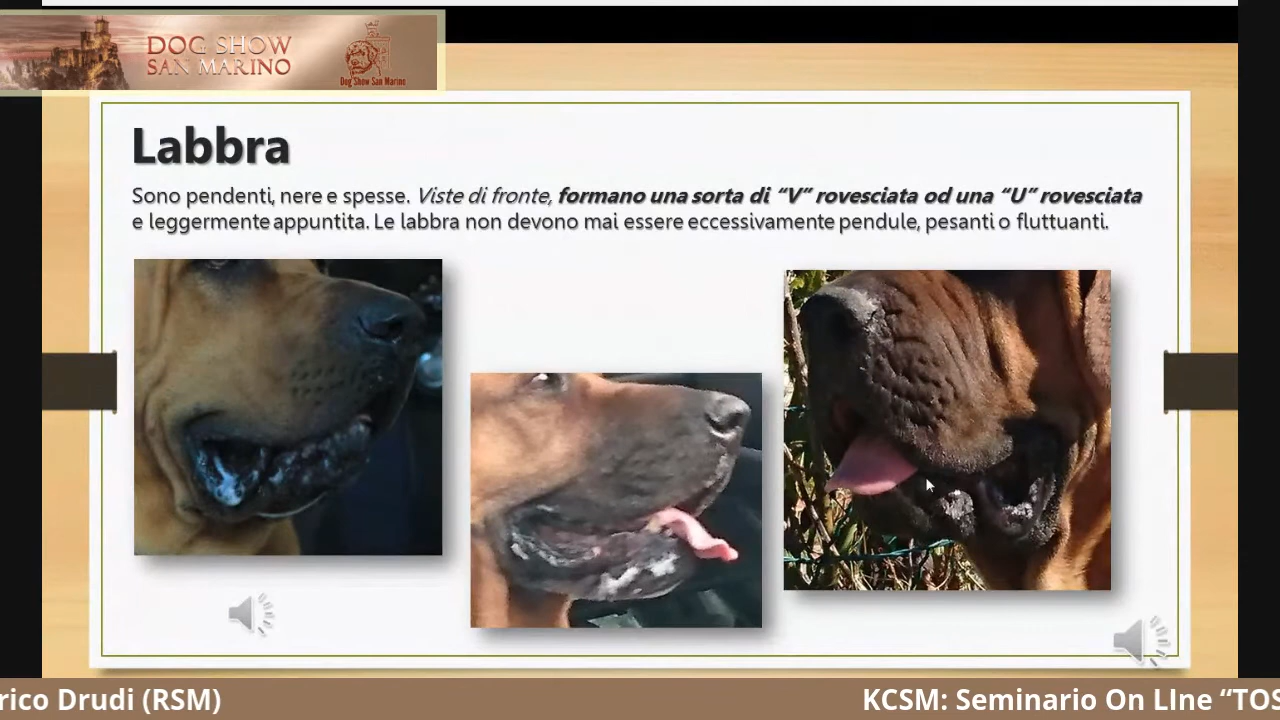 DOG SHOW
SAN MARINO
Dog Show San Marino
Labbra
Sono pendenti, nere e spesse. Viste di fronte, formano una sorta di “V” rovesciata od una “U” rovesciata
e leggermente appuntita. Le labbra non devono mai essere eccessivamente pendule, pesanti o fluttuanti.
rico Drudi (RSM)
KCSM: Seminario On LIne “TOS